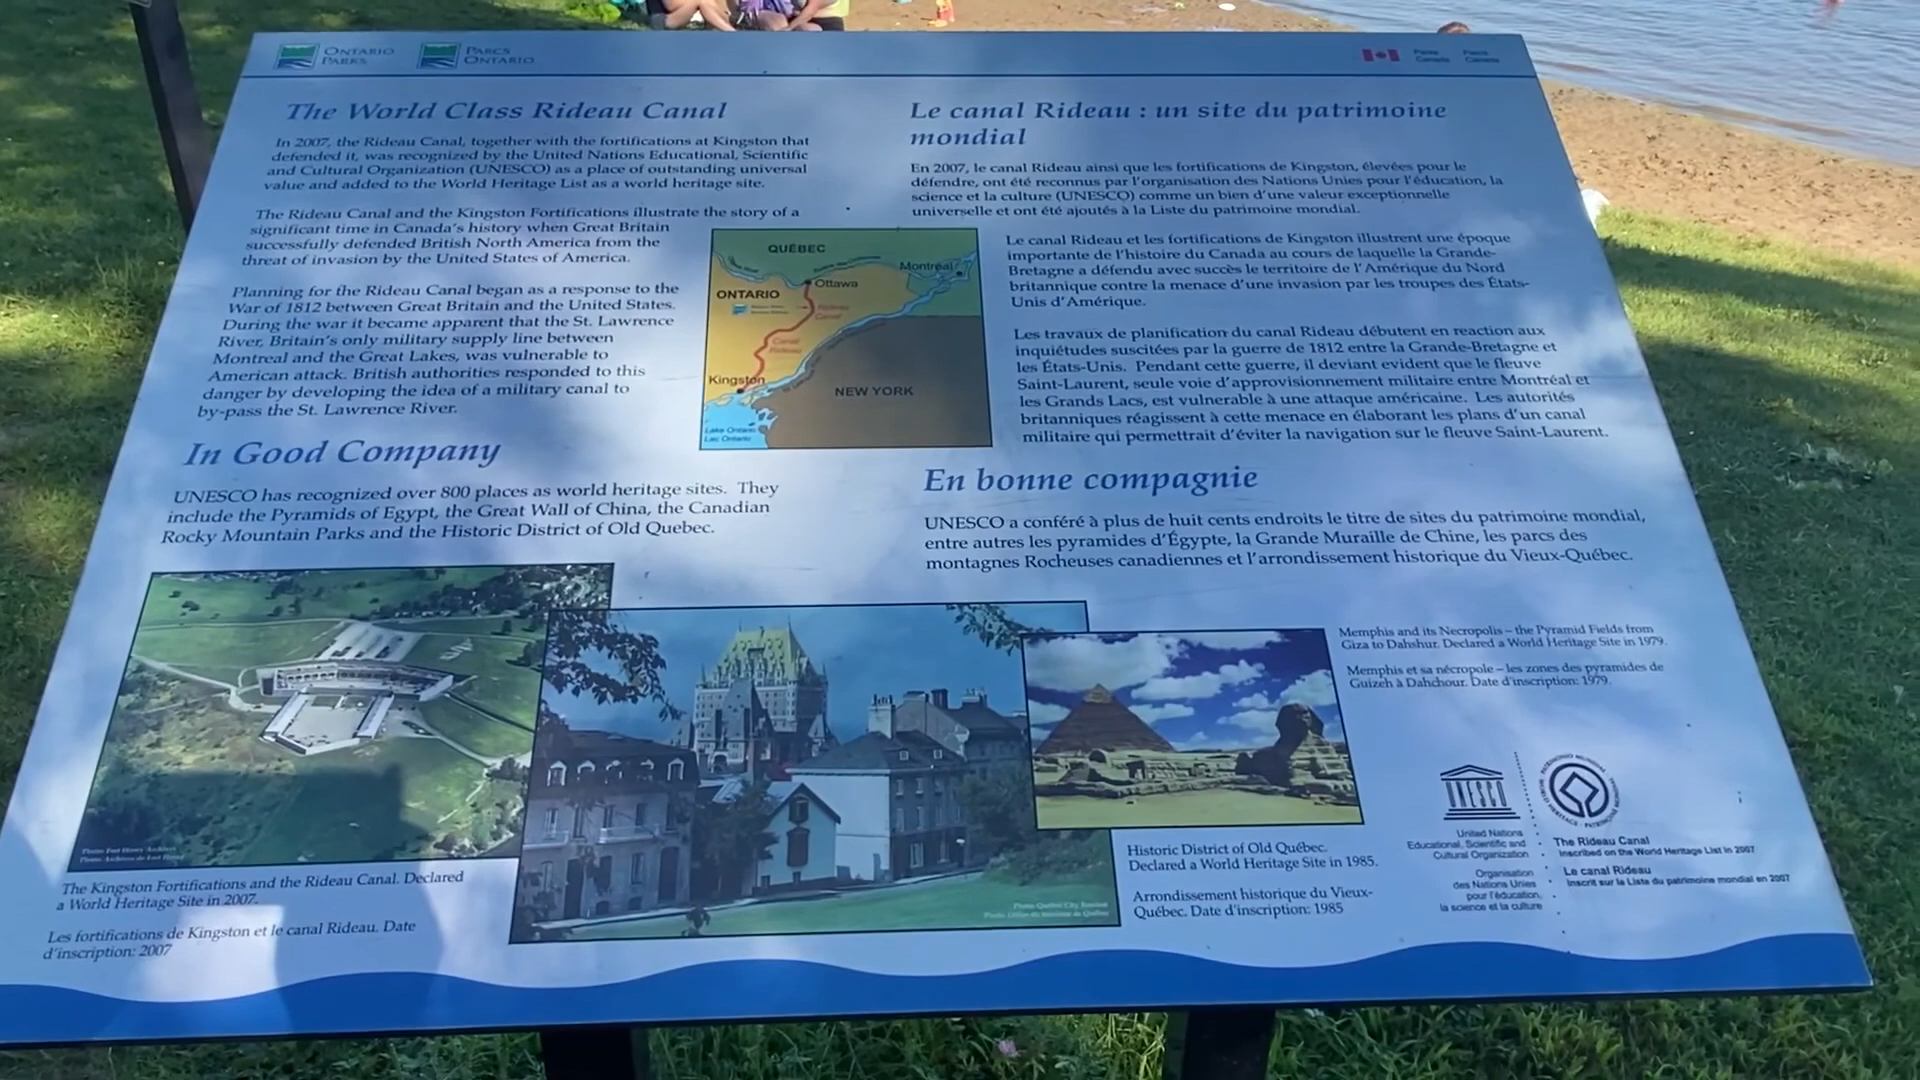 ONTARIO
PARKS
PARCS
ONTARIO
Parks
Canada
Parcs
Canada
The World Class Rideau Canal
In 2007, the Rideau Canal, together with the fortifications at Kingston that
defended it, was recognized by the United Nations Educational, Scientific
and Cultural Organization (UNESCO) as a place of outstanding universal
value and added to the World Heritage List as a world heritage site.
The Rideau Canal and the Kingston Fortifications illustrate the story of a
significant time in Canada's history when Great Britain
successfully defended British North America from the
threat of invasion by the United States of America.
Planning for the Rideau Canal began as a response to the
War of 1812 between Great Britain and the United States.
During the war it became apparent that the St. Lawrence
River, Britain's only military supply line between
Montreal and the Great Lakes, was vulnerable to
American attack. British authorities responded to this
danger by developing the idea of a military canal to
by-pass the St. Lawrence River.
In Good Company
UNESCO has recognized over 800 places as world heritage sites. They
include the Pyramids of Egypt, the Great Wall of China, the Canadian
Rocky Mountain Parks and the Historic District of Old Quebec.
QUÉBEC
Montréal
Ottawa
ONTARIO
Rideau
Canal
Canal
Rideau
Kingston
NEW YORK
Lake Ontario
Lac Ontario
Le canal Rideau : un site du patrimoine
mondial
En 2007, le canal Rideau ainsi que les fortifications de Kingston, élevées pour le
défendre, ont été reconnus par l'organisation des Nations Unies pour l'éducation, la
science et la culture (UNESCO) comme un bien d'une valeur exceptionnelle
universelle et ont été ajoutés à la Liste du patrimoine mondial.
Le canal Rideau et les fortifications de Kingston illustrent une époque
importante de l'histoire du Canada au cours de laquelle la Grande-
Bretagne a défendu avec succès le territoire de l'Amérique du Nord
britannique contre la menace d'une invasion par les troupes des États-
Unis d'Amérique.
Les travaux de planification du canal Rideau débutent en reaction aux
inquiétudes suscitées par la guerre de 1812 entre la Grande-Bretagne et
les États-Unis. Pendant cette guerre, il deviant evident que le fleuve
Saint-Laurent, seule voie d'approvisionnement militaire entre Montréal et
les Grands Lacs, est vulnerable à une attaque américaine. Les autorités
britanniques réagissent à cette menace en élaborant les plans d'un canal
militaire qui permettrait d'éviter la navigation sur le fleuve Saint-Laurent.
En bonne compagnie
UNESCO a conféré à plus de huit cents endroits le titre de sites du patrimoine mondial,
entre autres les pyramides d'Égypte, la Grande Muraille de Chine, les parcs des
montagnes Rocheuses canadiennes et l'arrondissement historique du Vieux-Québec.
Photo: Fort Henry Archives
Photo: Archives de Fort Henry
The Kingston Fortifications and the Rideau Canal. Declared
a World Heritage Site in 2007.
Les fortifications de Kingston et le canal Rideau. Date
d'inscription: 2007
Photo: Quebec City Tourism
Photo: Office du tourisme de Québec
Historic District of Old Québec.
Declared a World Heritage Site in 1985.
Arrondissement historique du Vieux-
Québec. Date d'inscription: 1985
Memphis and its Necropolis – the Pyramid Fields from
Giza to Dahshur. Declared a World Heritage Site in 1979.
Memphis et sa nécropole – les zones des pyramides de
Guizeh à Dahchour. Date d'inscription: 1979.
UNESCO
United Nations
Educational, Scientific and
Cultural Organization
Organisation
des Nations Unies
pour l'éducation,
la science et la culture
The Rideau Canal
Inscribed on the World Heritage List in 2007
Le canal Rideau
Inscrit sur la Liste du patrimoine mondial en 2007